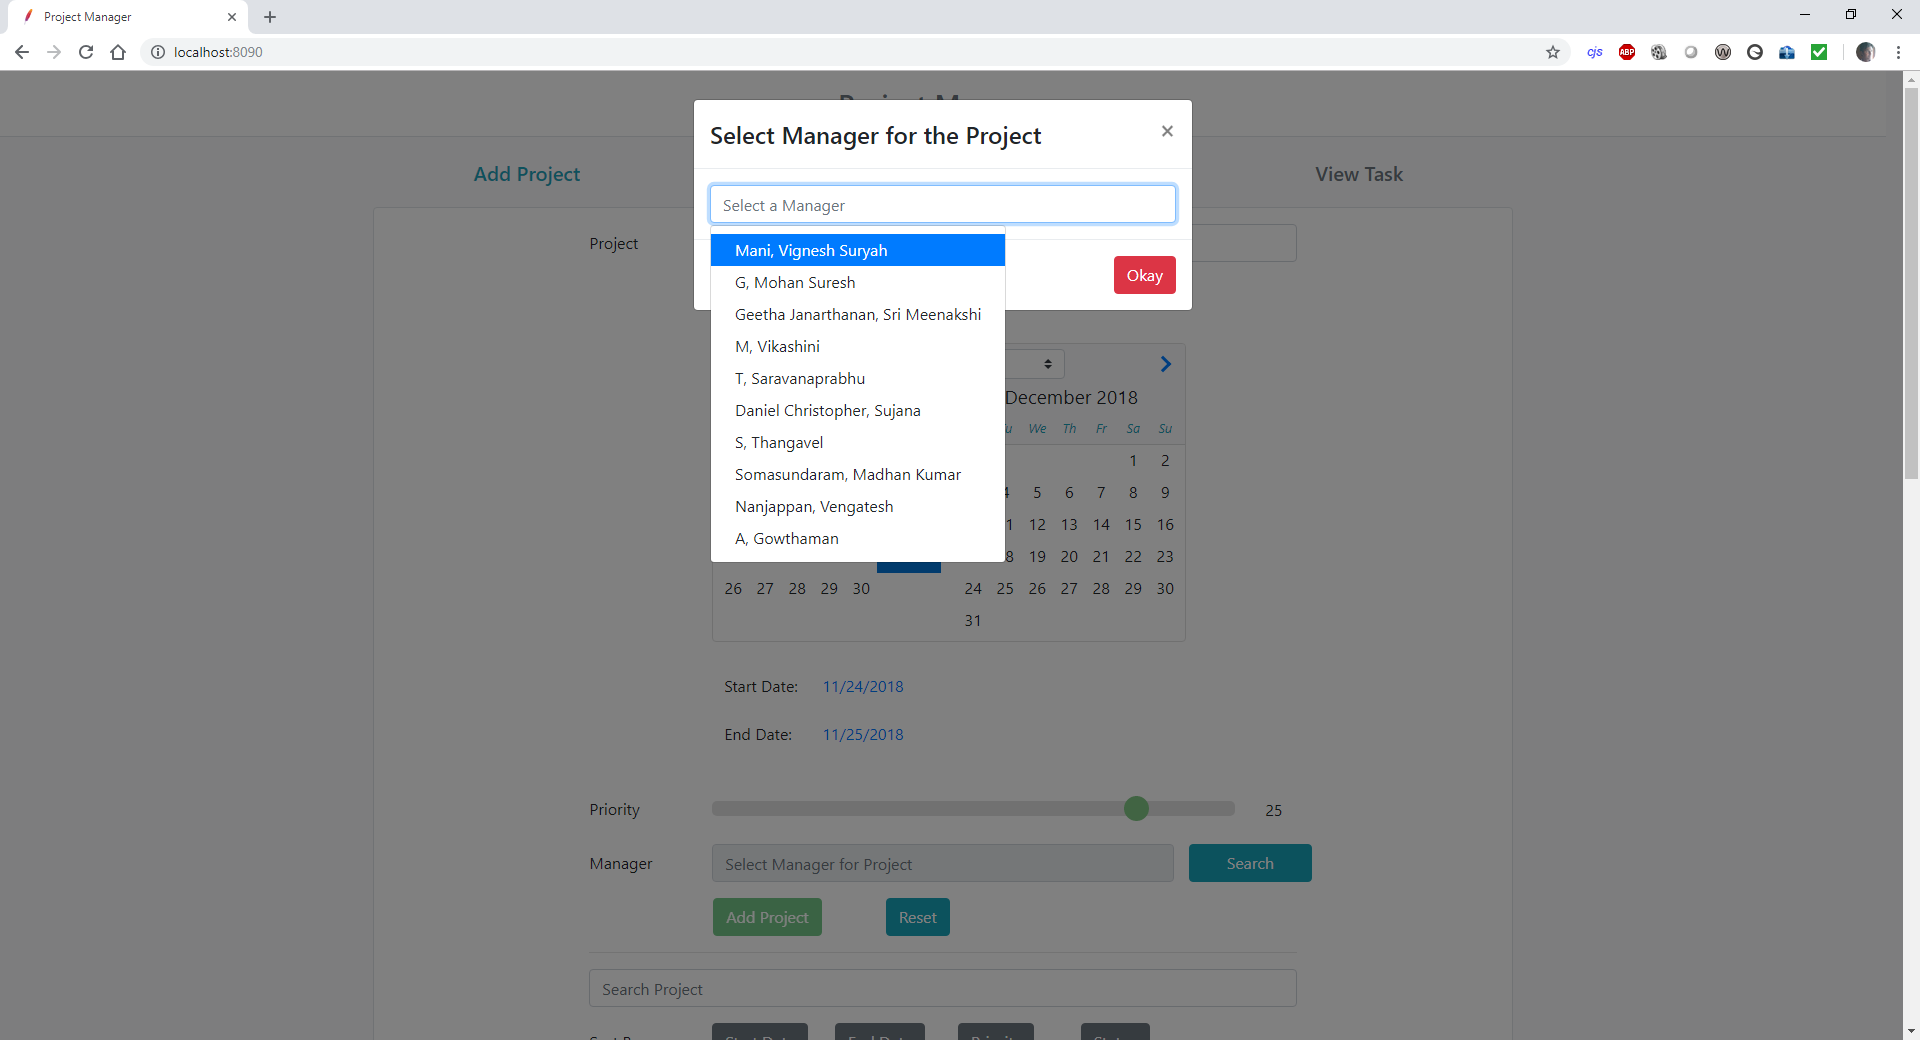 Project Manager
localhost:8090
cjs
ABP
Select Manager for the Project
×
Add Project
View Task
Select a Manager
Project
Mani, Vignesh Suryah
G, Mohan Suresh
Okay
Geetha Janarthanan, Sri Meenakshi
M, Vikashini
T, Saravanaprabhu
December 2018
Daniel Christopher, Sujana
We Th Fr Sa Su
S, Thangavel
1 2
Somasundaram, Madhan Kumar
5 6 7 8 9
Nanjappan, Vengatesh
12 13 14 15 16
A, Gowthaman
19 20 21 22 23
26 27 28 29 30
24 25 26 27 28 29 30
31
Start Date: 11/24/2018
End Date: 11/25/2018
Priority 25
Manager Select Manager for Project Search
Add Project Reset
Search Project